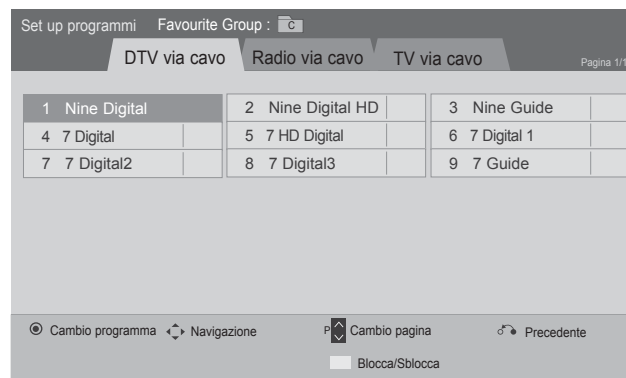 Set up programmi Favourite Group : C
DTV via cavo Radio via cavo TV via cavo Pagina 1/1
1 Nine Digital 2 Nine Digital HD 3 Nine Guide
4 7 Digital 5 7 HD Digital 6 7 Digital 1
7 7 Digital2 8 7 Digital3 9 7 Guide
Cambio programma Navigazione P Cambio pagina Precedente
Blocca/Sblocca